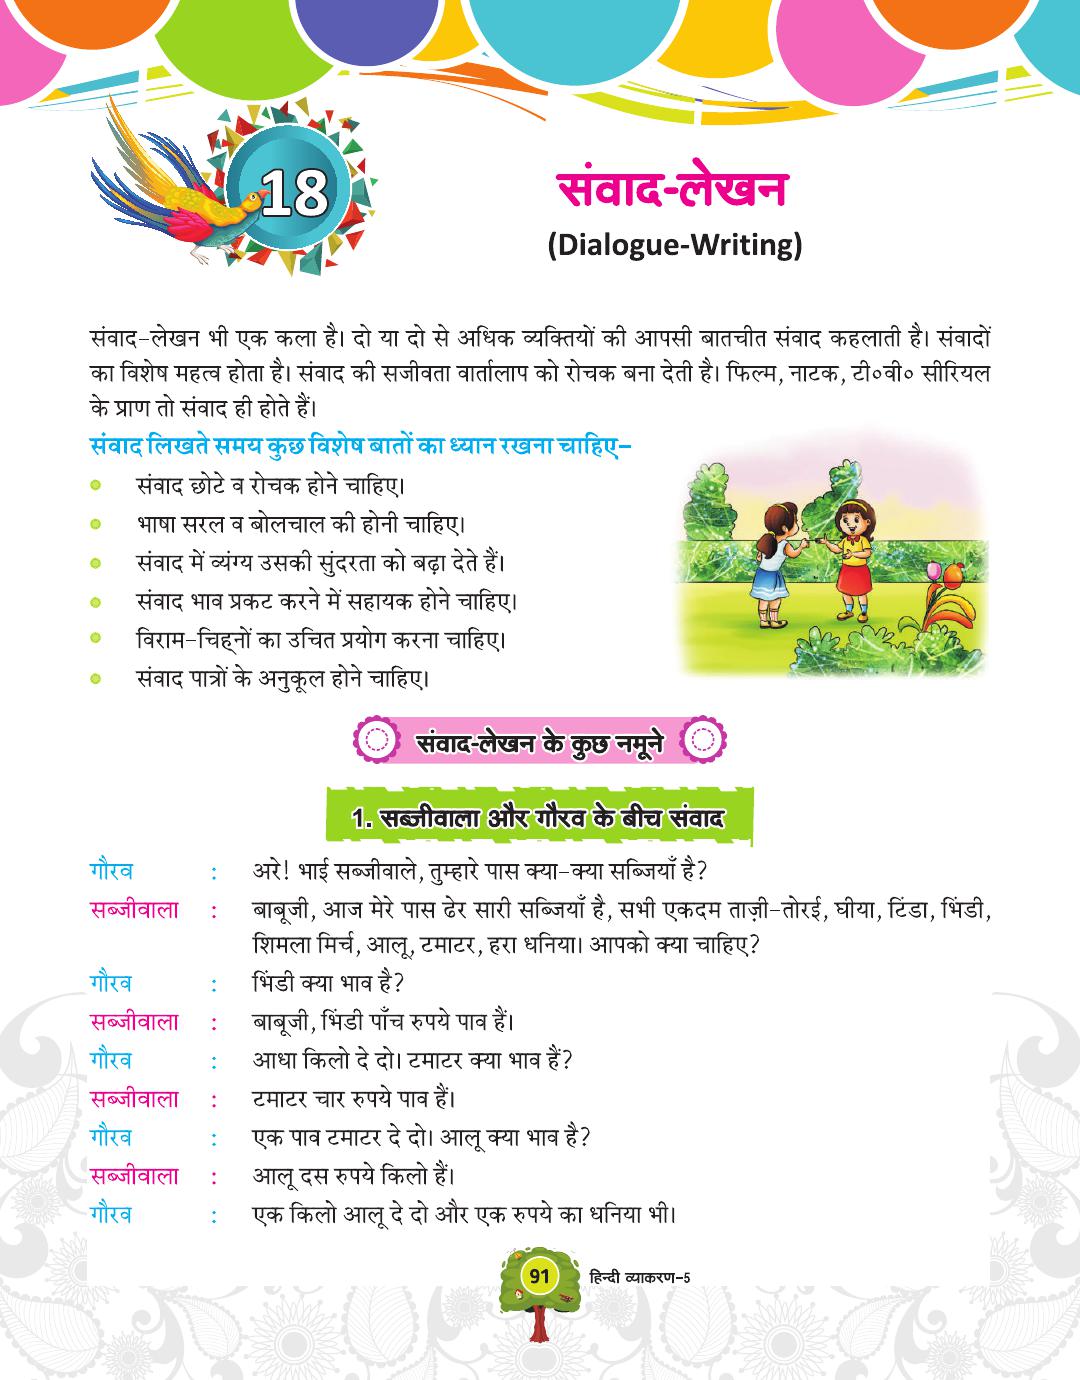 18
संवाद-लेखन
(Dialogue-Writing)
संवाद-लेखन भी एक कला है। दो या दो से अधिक व्यक्तियों की आपसी बातचीत संवाद कहलाती है। संवादों
का विशेष महत्व होता है। संवाद की सजीवता वार्तालाप को रोचक बना देती है। फिल्म, नाटक, टी०वी० सीरियल
के प्राण तो संवाद ही होते हैं।
संवाद लिखते समय कुछ विशेष बातों का ध्यान रखना चाहिए–
• संवाद छोटे व रोचक होने चाहिए।
• भाषा सरल व बोलचाल की होनी चाहिए।
• संवाद में व्यंग्य उसकी सुंदरता को बढ़ा देते हैं।
• संवाद भाव प्रकट करने में सहायक होने चाहिए।
• विराम-चिह्नों का उचित प्रयोग करना चाहिए।
• संवाद पात्रों के अनुकूल होने चाहिए।
संवाद-लेखन के कुछ नमूने
1. सब्जीवाला और गौरव के बीच संवाद
गौरव : अरे! भाई सब्जीवाले, तुम्हारे पास क्या-क्या सब्जियाँ है?
सब्जीवाला : बाबूजी, आज मेरे पास ढेर सारी सब्जियाँ है, सभी एकदम ताज़ी-तोरई, घीया, टिंडा, भिंडी,
शिमला मिर्च, आलू, टमाटर, हरा धनिया। आपको क्या चाहिए?
गौरव : भिंडी क्या भाव है?
सब्जीवाला : बाबूजी, भिंडी पाँच रुपये पाव हैं।
गौरव : आधा किलो दे दो। टमाटर क्या भाव हैं?
सब्जीवाला : टमाटर चार रुपये पाव हैं।
गौरव : एक पाव टमाटर दे दो। आलू क्या भाव है?
सब्जीवाला : आलू दस रुपये किलो हैं।
गौरव : एक किलो आलू दे दो और एक रुपये का धनिया भी।
91 हिन्दी व्याकरण-5